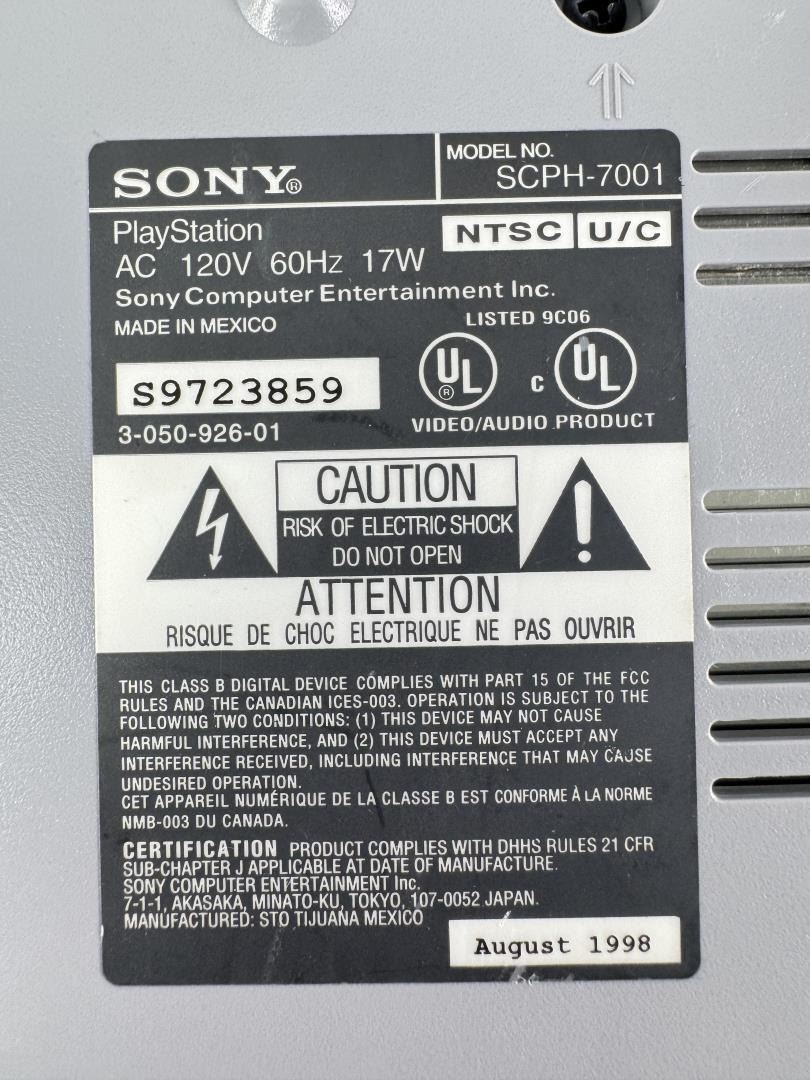 SONY®
MODEL NO.
SCPH-7001
PlayStation
NTSC U/C
AC 120V 60Hz 17W
Sony Computer Entertainment Inc.
MADE IN MEXICO
LISTED 9C06
UL ® C UL
S9723859
3-050-926-01
VIDEO/AUDIO PRODUCT
CAUTION
RISK OF ELECTRIC SHOCK
DO NOT OPEN
ATTENTION
RISQUE DE CHOC ELECTRIQUE NE PAS OUVRIR
THIS CLASS B DIGITAL DEVICE COMPLIES WITH PART 15 OF THE FCC
RULES AND THE CANADIAN ICES-003. OPERATION IS SUBJECT TO THE
FOLLOWING TWO CONDITIONS: (1) THIS DEVICE MAY NOT CAUSE
HARMFUL INTERFERENCE, AND (2) THIS DEVICE MUST ACCEPT ANY
INTERFERENCE RECEIVED, INCLUDING INTERFERENCE THAT MAY CAUSE
UNDESIRED OPERATION.
CET APPAREIL NUMÉRIQUE DE LA CLASSE B EST CONFORME À LA NORME
NMB-003 DU CANADA.
CERTIFICATION PRODUCT COMPLIES WITH DHHS RULES 21 CFR
SUB-CHAPTER J APPLICABLE AT DATE OF MANUFACTURE.
SONY COMPUTER ENTERTAINMENT Inc.
7-1-1, AKASAKA, MINATO-KU, TOKYO, 107-0052 JAPAN.
MANUFACTURED: STO TIJUANA MEXICO
August 1998